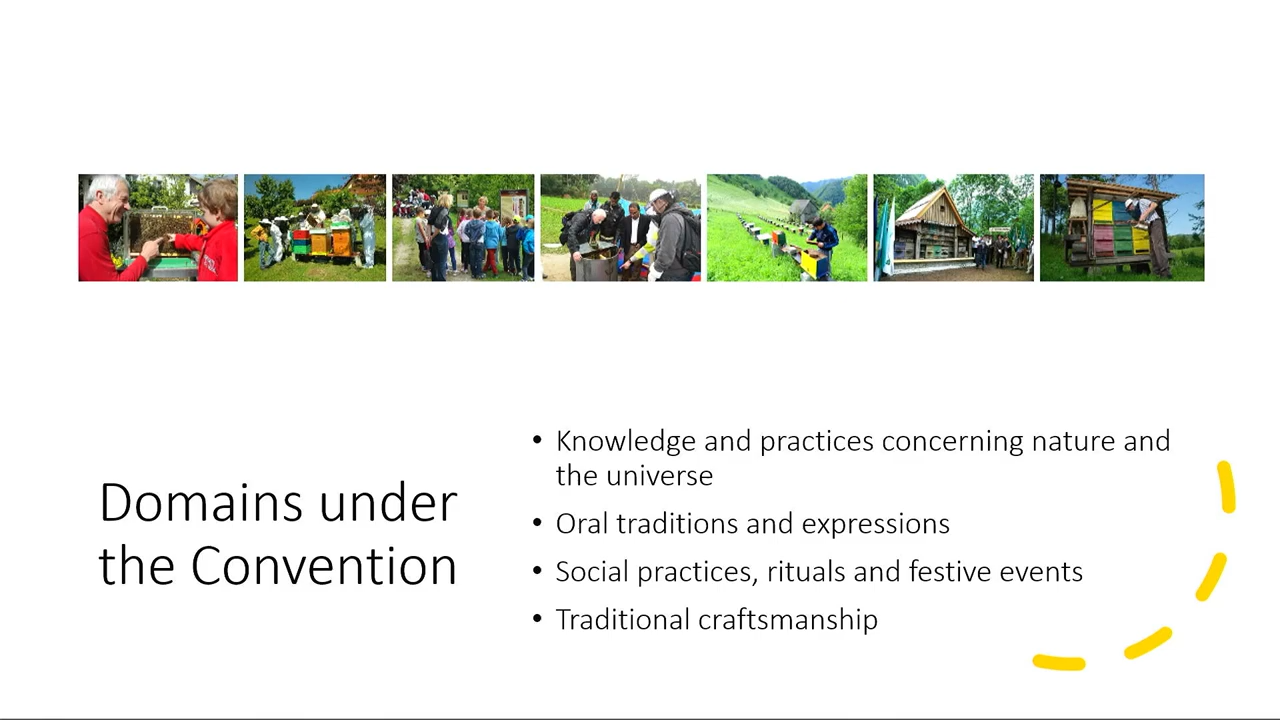 Domains under
the Convention
• Knowledge and practices concerning nature and
the universe
• Oral traditions and expressions
• Social practices, rituals and festive events
• Traditional craftsmanship